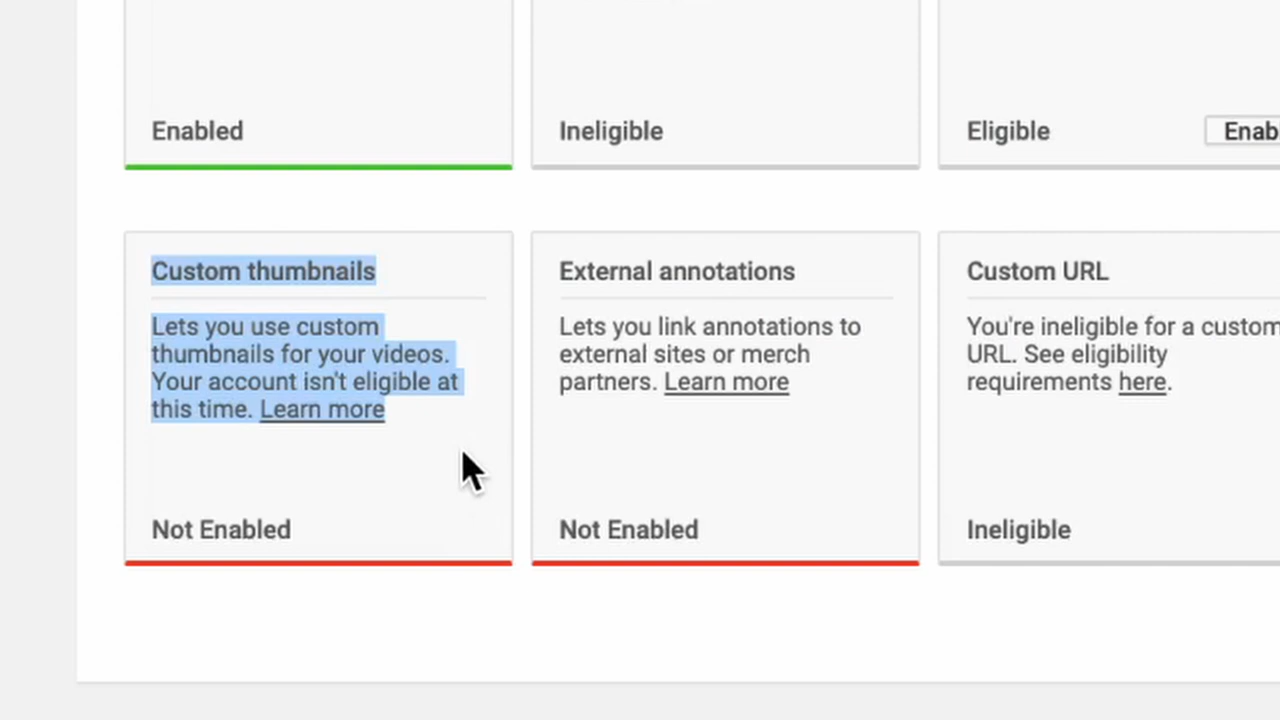 Enabled
Ineligible
Eligible
Custom thumbnails
Lets you use custom
thumbnails for your videos.
Your account isn't eligible at
this time. Learn more
Not Enabled
External annotations
Lets you link annotations to
external sites or merch
partners. Learn more
Not Enabled
Custom URL
You're ineligible for a custom
URL. See eligibility
requirements here.
Ineligible